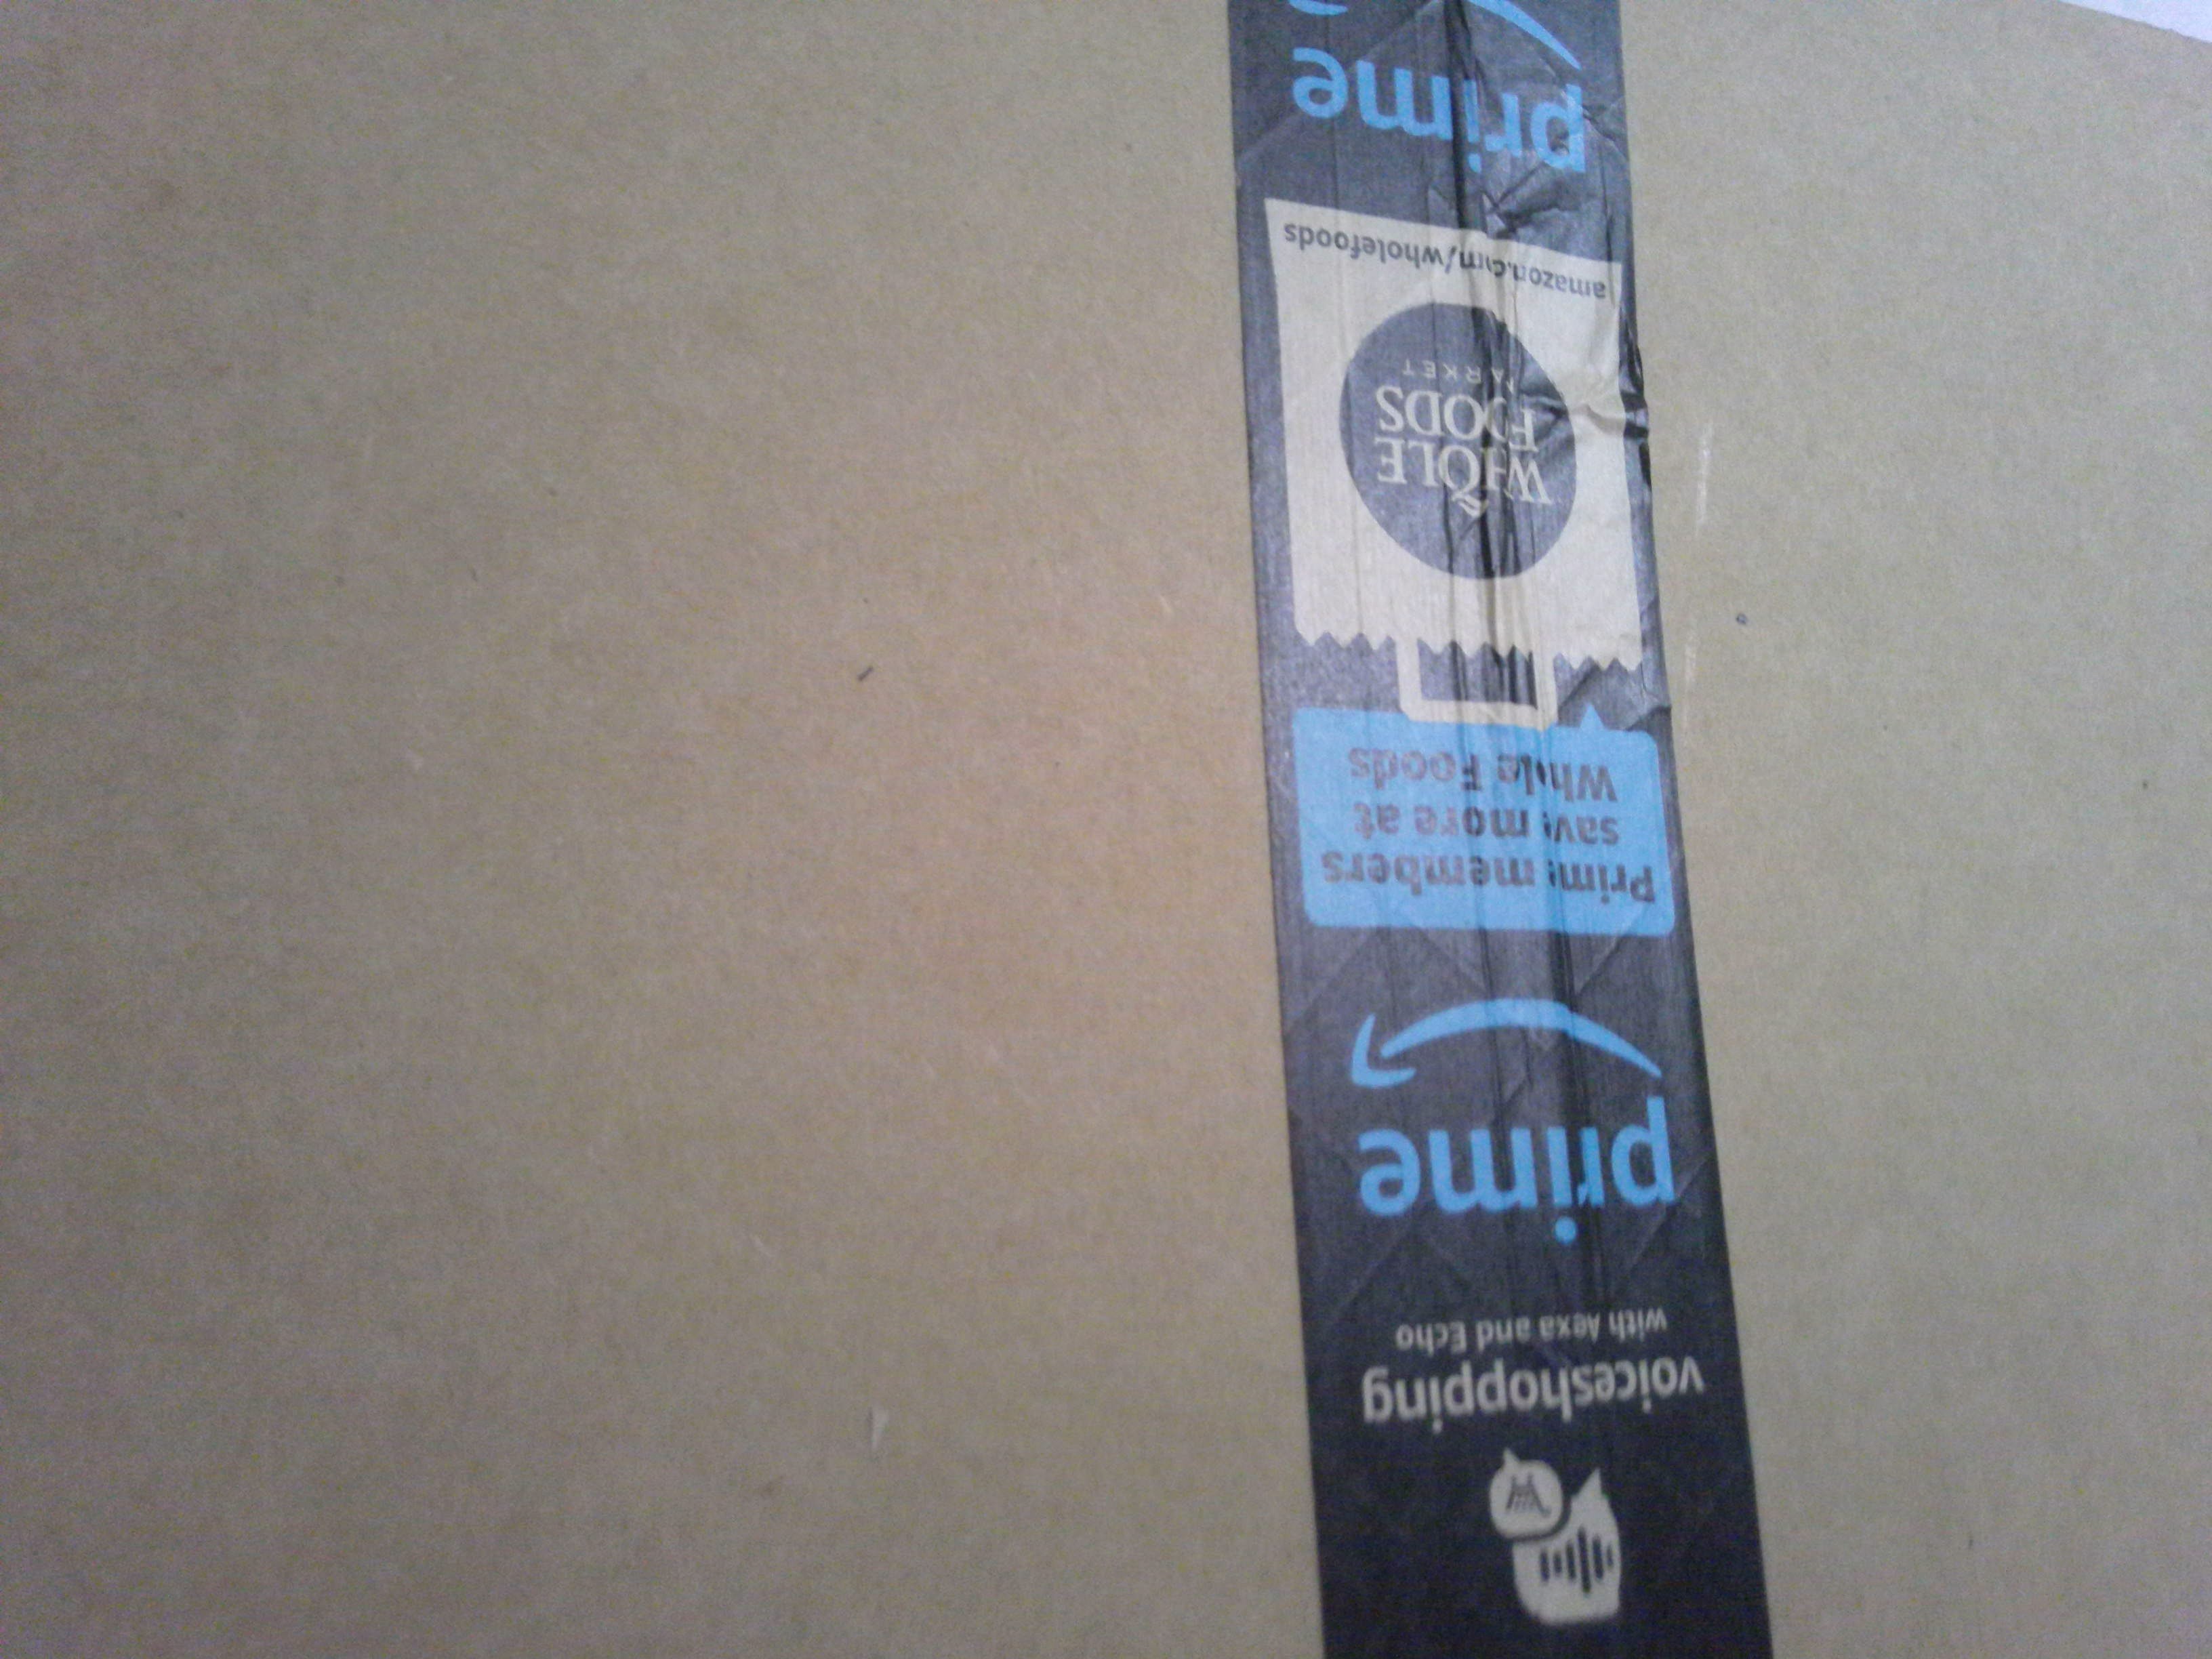 voiceshopping
with Alexa and Echo
prime
Prime members
save more at
Whole Foods
WHOLE
FOODS
MARKET
amazon.com/wholefoods
prime